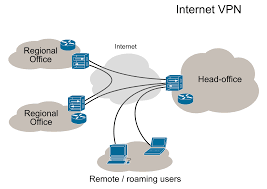 Internet VPN
Regional
Office
Internet
Head-office
Regional
Office
Remote / roaming users